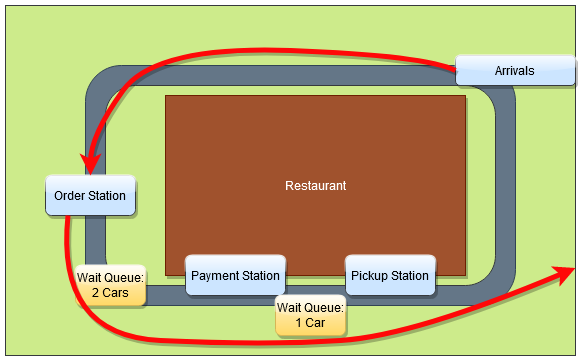 Arrivals
Restaurant
Order Station
Wait Queue:
2 Cars
Payment Station
Pickup Station
Wait Queue:
1 Car